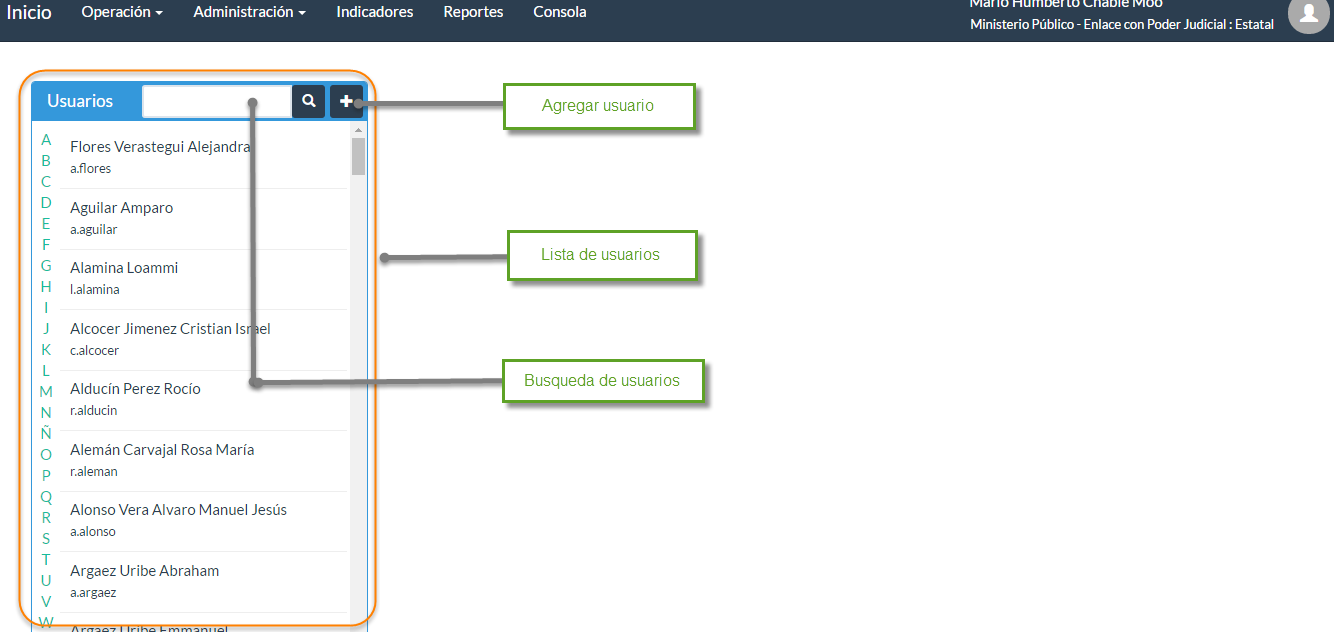 Inicio Operación Administración Indicadores Reportes Consola
Mario Humberto Chablé Moo
Ministerio Público - Enlace con Poder Judicial : Estatal
Usuarios
Agregar usuario
A
B
C
D
E
F
G
H
I
J
K
L
M
N
Ñ
O
P
Q
R
S
T
U
V
W
Flores Verastegui Alejandra
a.flores
Aguilar Amparo
a.aguilar
Alamina Loammi
l.alamina
Alcocer Jimenez Cristian Israel
c.alcocer
Alducín Perez Rocío
r.alducin
Alemán Carvajal Rosa María
r.aleman
Alonso Vera Alvaro Manuel Jesús
a.alonso
Argaez Uribe Abraham
a.argaez
Argaez Uribe Emmanuel
Lista de usuarios
Busqueda de usuarios